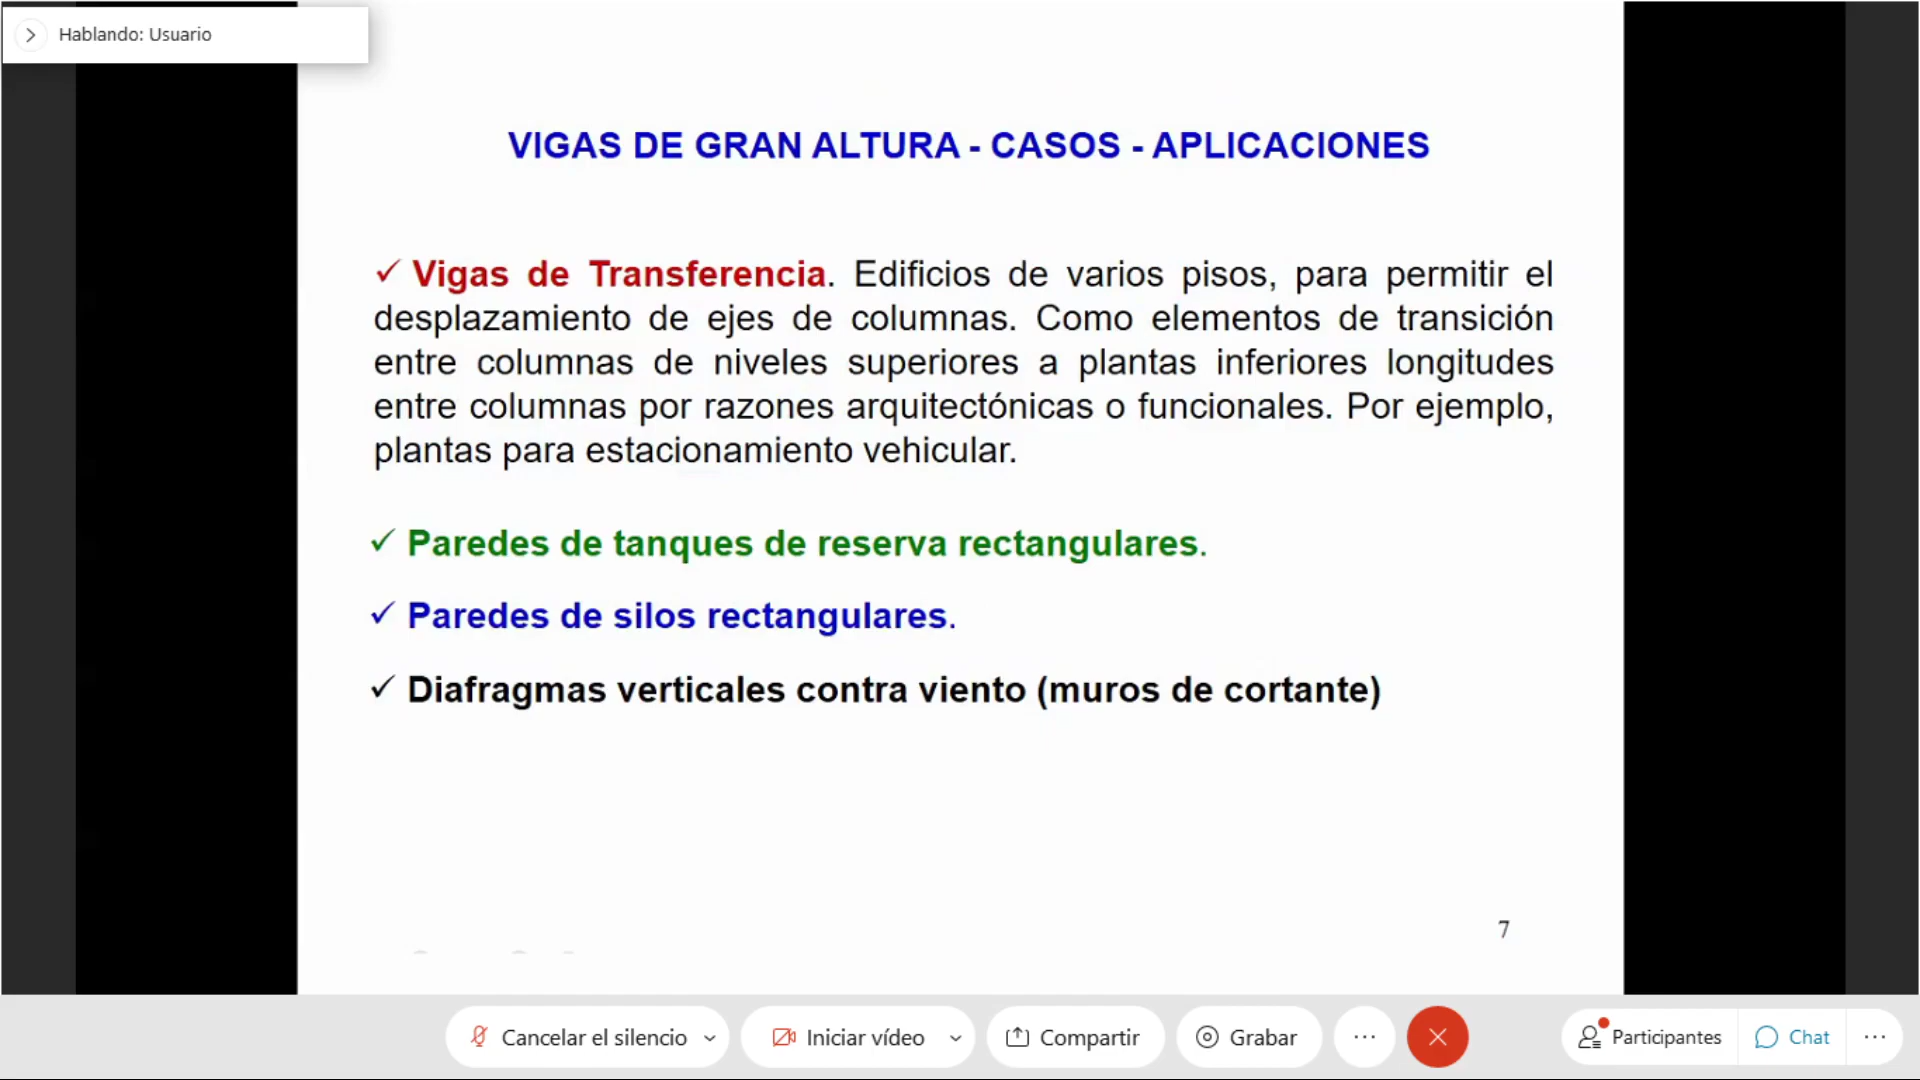 Hablando: Usuario
VIGAS DE GRAN ALTURA - CASOS - APLICACIONES
✓ Vigas de Transferencia. Edificios de varios pisos, para permitir el
desplazamiento de ejes de columnas. Como elementos de transición
entre columnas de niveles superiores a plantas inferiores longitudes
entre columnas por razones arquitectónicas o funcionales. Por ejemplo,
plantas para estacionamiento vehicular.
✓ Paredes de tanques de reserva rectangulares.
✓ Paredes de silos rectangulares.
✓ Diafragmas verticales contra viento (muros de cortante)
7
Cancelar el silencio
Iniciar vídeo
Compartir
Grabar
Participantes
Chat